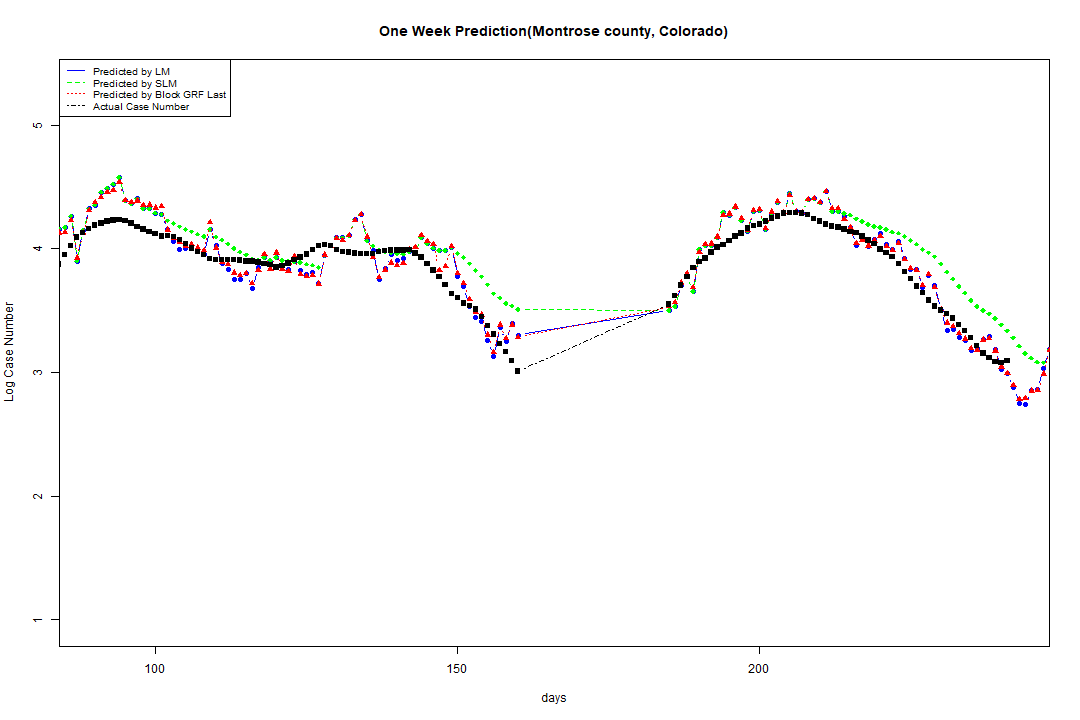 One Week Prediction(Montrose county, Colorado)
Predicted by LM
Predicted by SLM
Predicted by Block GRF Last
Actual Case Number
5
4
3
2
1
Log Case Number
100 150 200
days